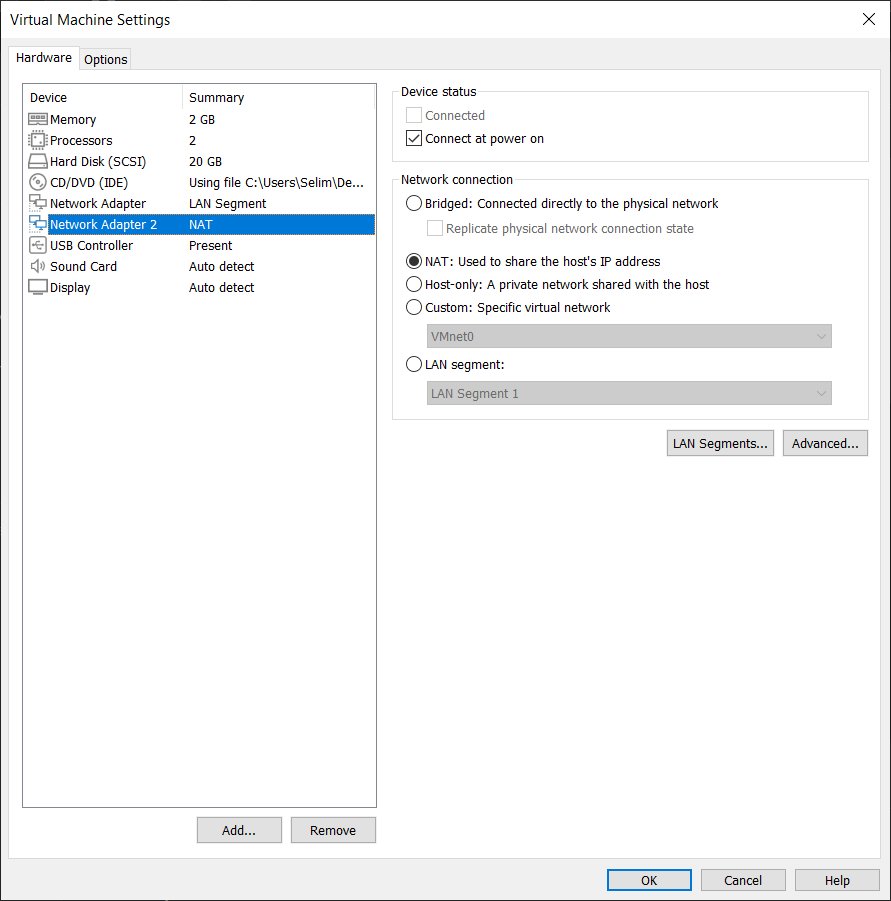 Virtual Machine Settings
Hardware Options
Device Summary
Memory 2 GB
Processors 2
Hard Disk (SCSI) 20 GB
CD/DVD (IDE) Using file C:\Users\Selim\De...
Network Adapter LAN Segment
Network Adapter 2 NAT
USB Controller Present
Sound Card Auto detect
Display Auto detect
Add... Remove
Device status
Connected
Connect at power on
Network connection
Bridged: Connected directly to the physical network
Replicate physical network connection state
NAT: Used to share the host's IP address
Host-only: A private network shared with the host
Custom: Specific virtual network
VMnet0
LAN segment:
LAN Segment 1
LAN Segments... Advanced...
OK Cancel Help